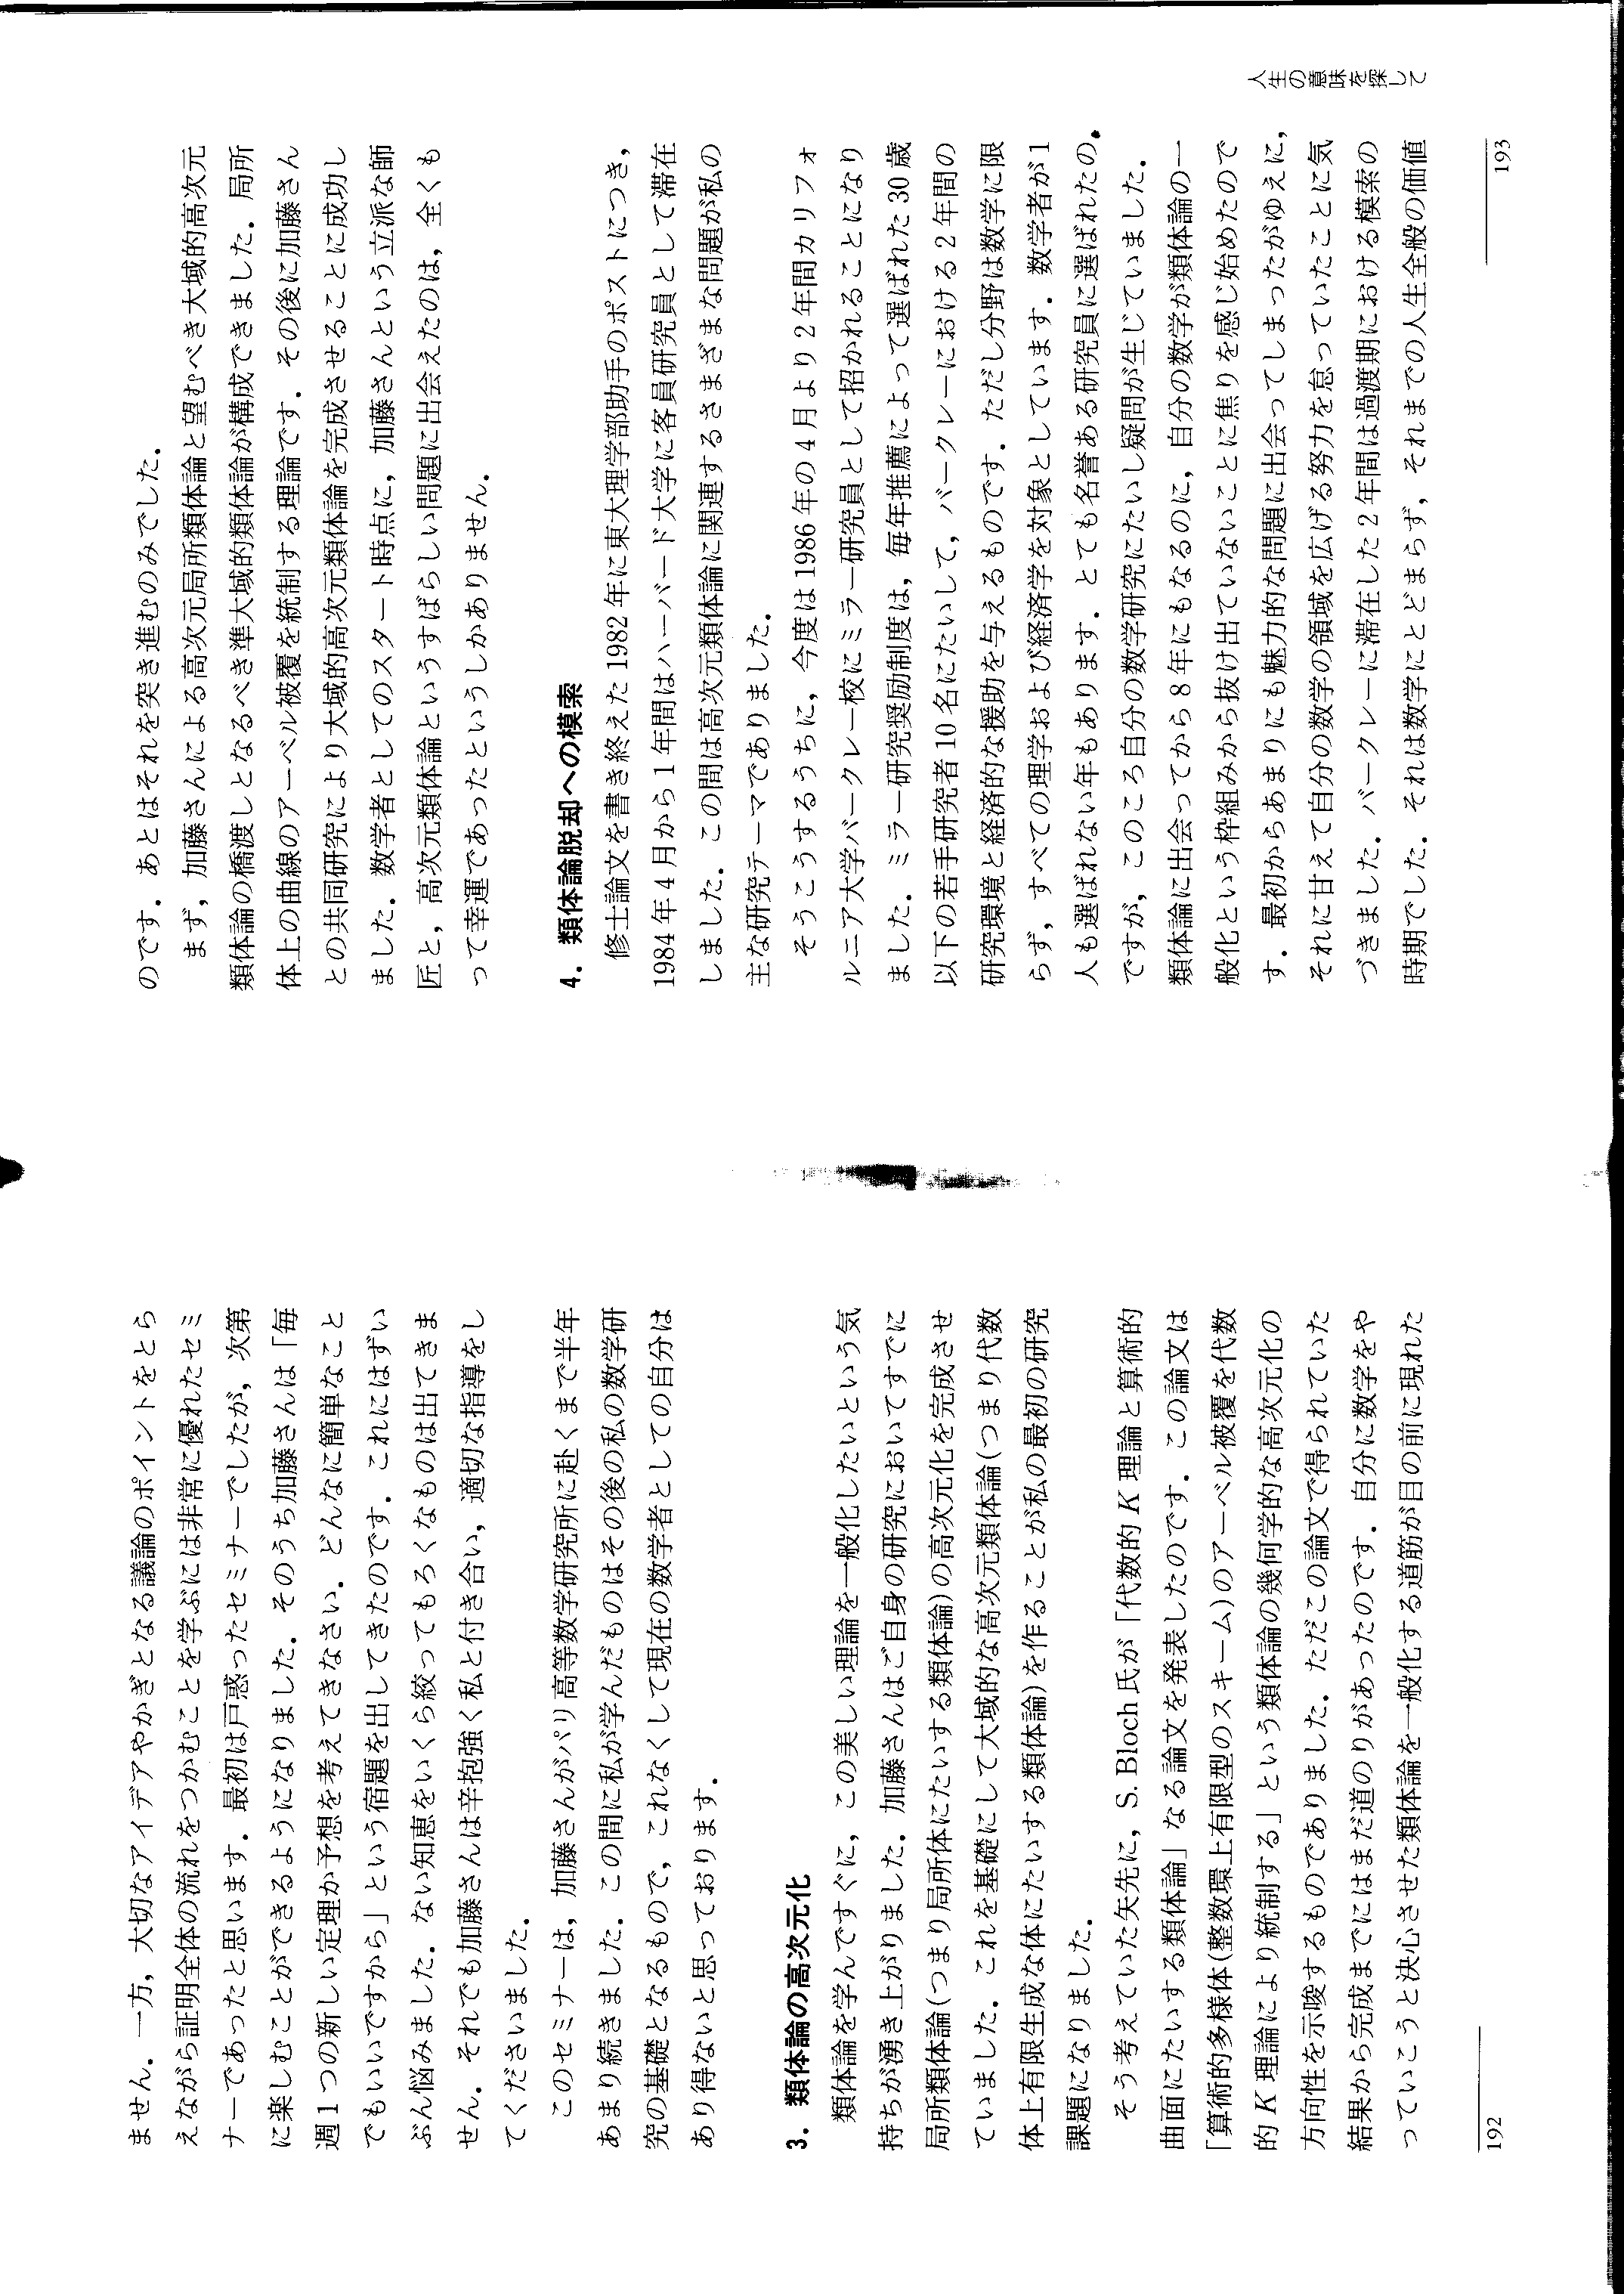 ません．一方，大切なアイデアやかぎとなる議論のポイントをとら
えながら証明全体の流れをつかむことを学ぶには非常に優れたセミ
ナーであったと思います．最初は戸惑ったセミナーでしたが，次第
に楽しむことができるようになりました．そのうち加藤さんは「毎
週1つの新しい定理か予想を考えてきなさい．どんなに簡単なこと
でもいいですから」という宿題を出してきたのです．これにはずい
ぶん悩みました．ない知恵をいくら絞ってもろくなものは出てきま
せん．それでも加藤さんは辛抱強く私と付き合い，適切な指導をし
てくださいました．
このセミナーは，加藤さんがパリ高等数学研究所に赴くまで半年
あまり続きました．この間に私が学んだものはその後の私の数学研
究の基礎となるもので，これなくして現在の数学者としての自分は
あり得ないと思っております．
3．類体論の高次元化
類体論を学んですぐに，この美しい理論を一般化したいという気
持ちが湧き上がりました．加藤さんはご自身の研究においてすでに
局所類体論(つまり局所体にたいする類体論)の高次元化を完成させ
ていました．これを基礎にして大域的な高次元類体論(つまり代数
体上有限生成な体にたいする類体論)を作ることが私の最初の研究
課題になりました．
そう考えていた矢先に，S. Bloch 氏が「代数的 K 理論と算術的
曲面にたいする類体論」なる論文を発表したのです．この論文は
「算術的多様体(整数環上有限型のスキーム)のアーベル被覆を代数
的 K 理論により統制する」という類体論の幾何学的な高次元化の
方向性を示唆するものでありました．ただこの論文で得られていた
結果から完成までにはまだ道のりがあったのです．自分に数学をや
っていこうと決心させた類体論を一般化する道筋が目の前に現れた
192
のです．あとはそれを突き進むのみでした．
まず，加藤さんによる高次元局所類体論と望むべき大域的高次元
類体論の橋渡しとなるべき準大域的類体論が構成できました．局所
体上の曲線のアーベル被覆を統制する理論です．その後に加藤さん
との共同研究により大域的高次元類体論を完成させることに成功し
ました．数学者としてのスタート時点に，加藤さんという立派な師
匠と，高次元類体論というすばらしい問題に出会えたのは，全くも
って幸運であったというしかありません．
4．類体論脱却への模索
修士論文を書き終えた1982年に東大理学部助手のポストにつき，
1984年4月から1年間はハーバード大学に客員研究員として滞在
しました．この間は高次元類体論に関連するさまざまな問題が私の
主な研究テーマでありました．
そうこうするうちに，今度は1986年の4月より2年間カリフォ
ルニア大学バークレー校にミラー研究員として招かれることになり
ました．ミラー研究奨励制度は，毎年推薦によって選ばれた30歳
以下の若手研究者10名にたいして，バークレーにおける2年間の
研究環境と経済的な援助を与えるものです．ただし分野は数学に限
らず，すべての理学および経済学を対象としています．数学者が1
人も選ばれない年もあります．とても名誉ある研究員に選ばれたの．
ですが，このころ自分の数学研究にたいし疑問が生じていました．
類体論に出会ってから8年にもなるのに，自分の数学が類体論の一
般化という枠組みから抜け出ていないことに焦りを感じ始めたので
す．最初からあまりにも魅力的な問題に出会ってしまったがゆえに，
それに甘えて自分の数学の領域を広げる努力を怠っていたことに気
づきました．バークレーに滞在した2年間は過渡期における模索の
時期でした．それは数学にとどまらず，それまでの人生全般の価値
193
人生の意味を探して